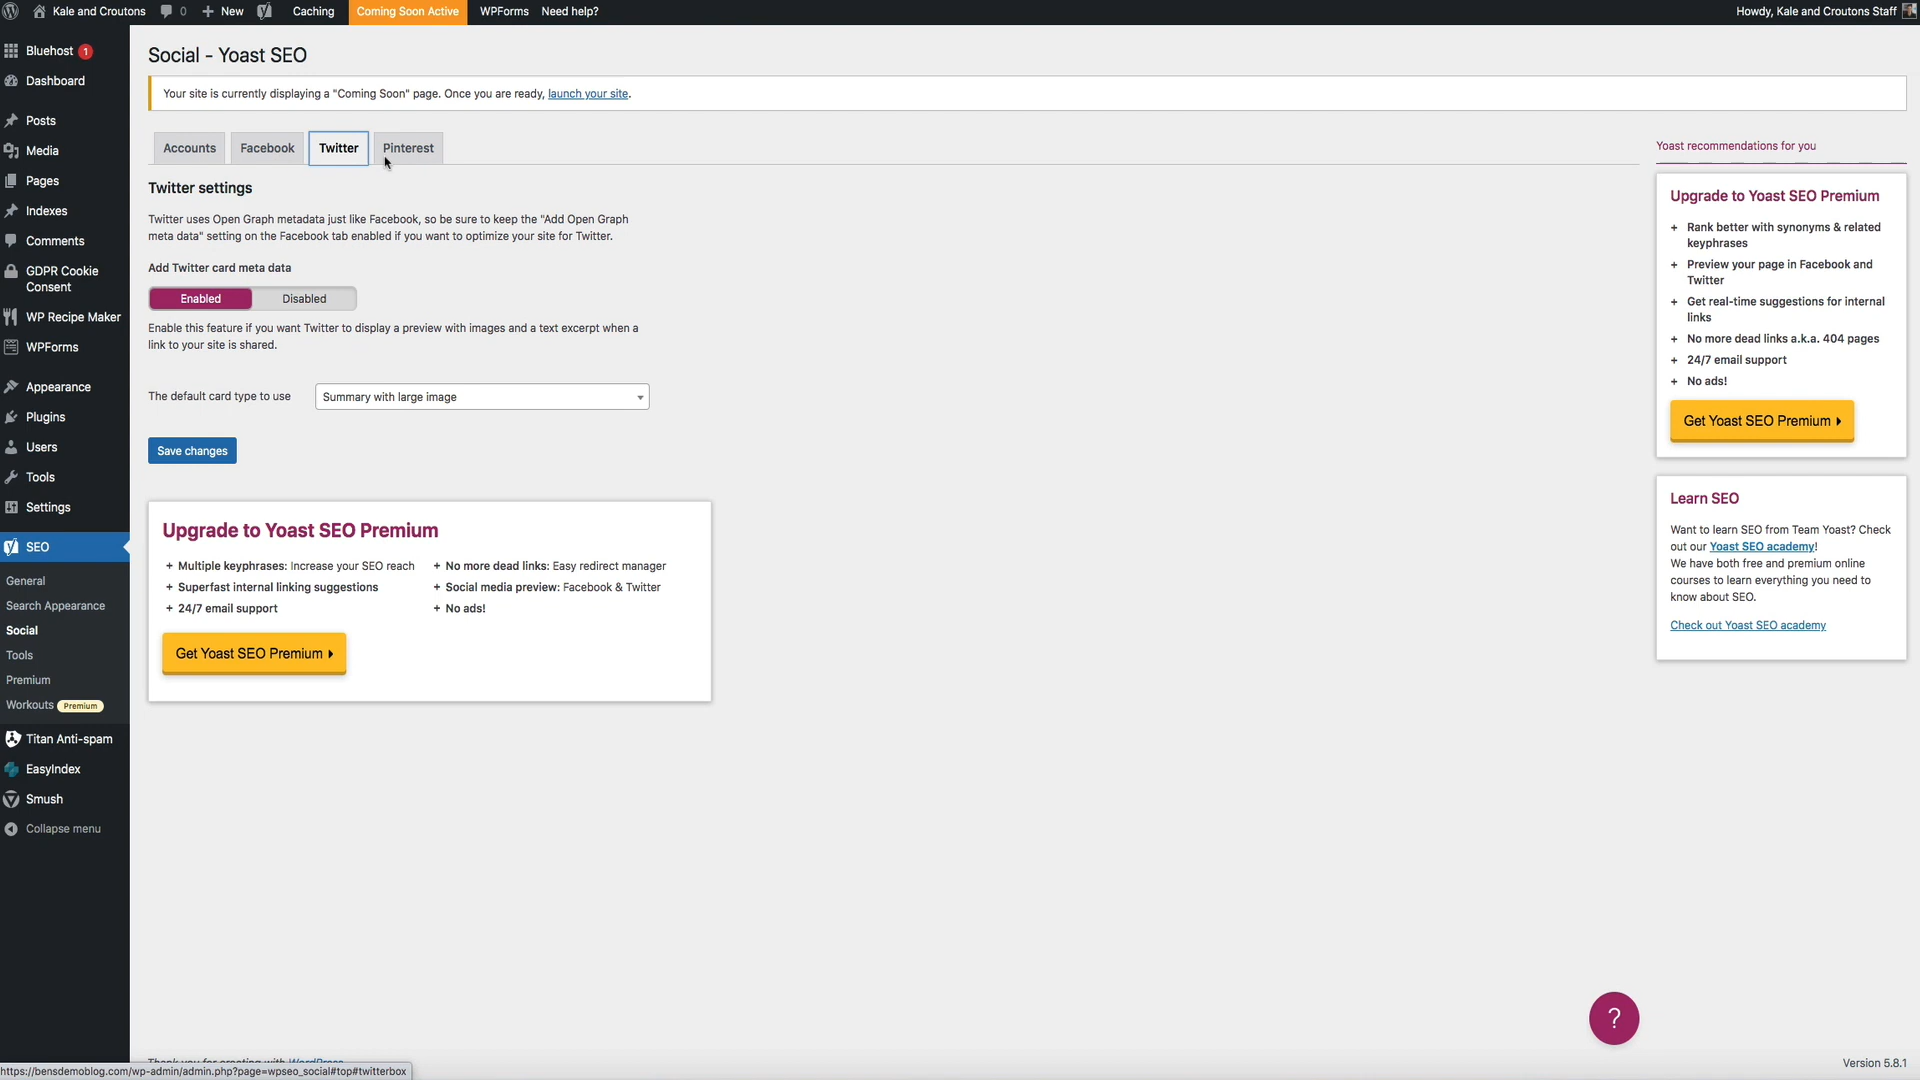 Kale and Croutons
0
New
Caching
Coming Soon Active
WPForms
Need help?
Howdy, Kale and Croutons Staff
Bluehost 1
Dashboard
Posts
Media
Pages
Indexes
Comments
GDPR Cookie
Consent
WP Recipe Maker
WPForms
Appearance
Plugins
Users
Tools
Settings
SEO
General
Search Appearance
Social
Tools
Premium
Workouts Premium
Titan Anti-spam
EasyIndex
Smush
Collapse menu
Social - Yoast SEO
Your site is currently displaying a "Coming Soon" page. Once you are ready, launch your site.
Accounts
Facebook
Twitter
Pinterest
Twitter settings
Twitter uses Open Graph metadata just like Facebook, so be sure to keep the "Add Open Graph
meta data" setting on the Facebook tab enabled if you want to optimize your site for Twitter.
Add Twitter card meta data
Enabled
Disabled
Enable this feature if you want Twitter to display a preview with images and a text excerpt when a
link to your site is shared.
The default card type to use
Summary with large image
Save changes
Upgrade to Yoast SEO Premium
+ Multiple keyphrases: Increase your SEO reach
+ Superfast internal linking suggestions
+ 24/7 email support
+ No more dead links: Easy redirect manager
+ Social media preview: Facebook & Twitter
+ No ads!
Get Yoast SEO Premium
Yoast recommendations for you
Upgrade to Yoast SEO Premium
+ Rank better with synonyms & related
keyphrases
+ Preview your page in Facebook and
Twitter
+ Get real-time suggestions for internal
links
+ No more dead links a.k.a. 404 pages
+ 24/7 email support
+ No ads!
Get Yoast SEO Premium
Learn SEO
Want to learn SEO from Team Yoast? Check
out our Yoast SEO academy!
We have both free and premium online
courses to learn everything you need to
know about SEO.
Check out Yoast SEO academy
?
Thank you for creating with WordPress
Version 5.8.1
https://bensdemoblog.com/wp-admin/admin.php?page=wpseo_social#top#twitterbox